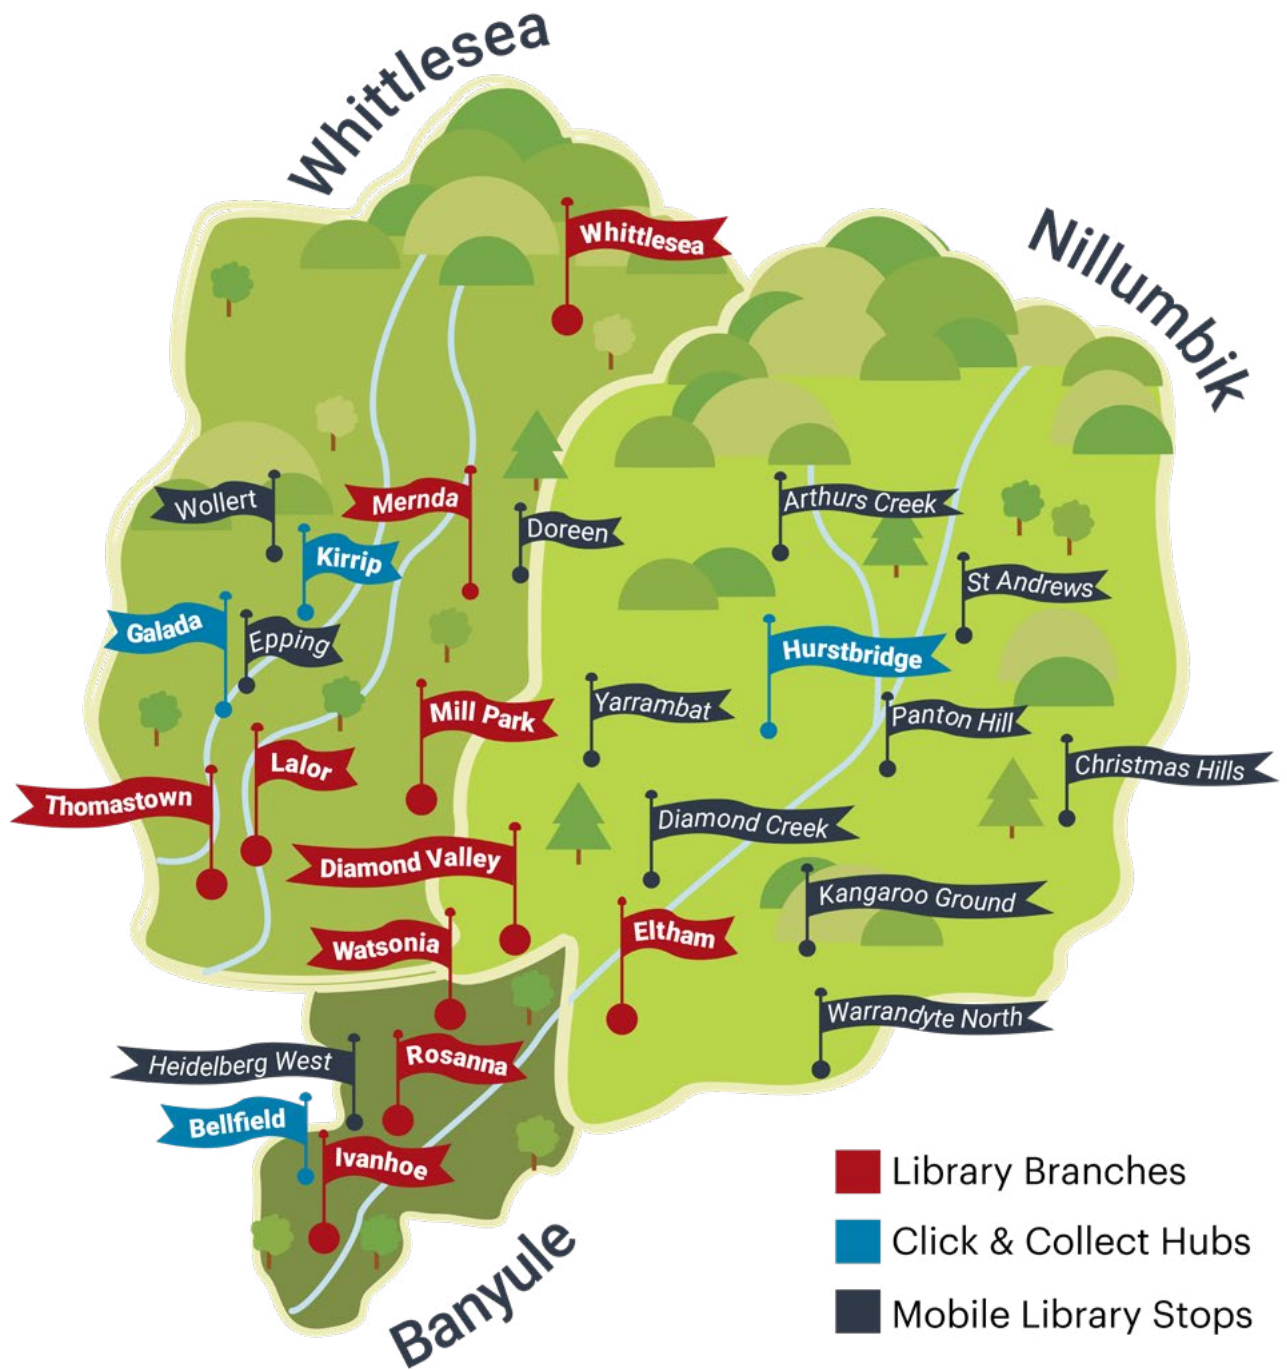 Whittlesea
Nillumbik
Whittlesea
Wollert
Mernda
Arthurs Creek
Doreen
Kirrip
St Andrews
Galada
Epping
Hurstbridge
Yarrambat
Mill Park
Panton Hill
Lalor
Christmas Hills
Thomastown
Diamond Creek
Diamond Valley
Kangaroo Ground
Watsonia
Eltham
Warrandyte North
Heidelberg West
Rosanna
Bellfield
Ivanhoe
Banyule
Library Branches
Click & Collect Hubs
Mobile Library Stops